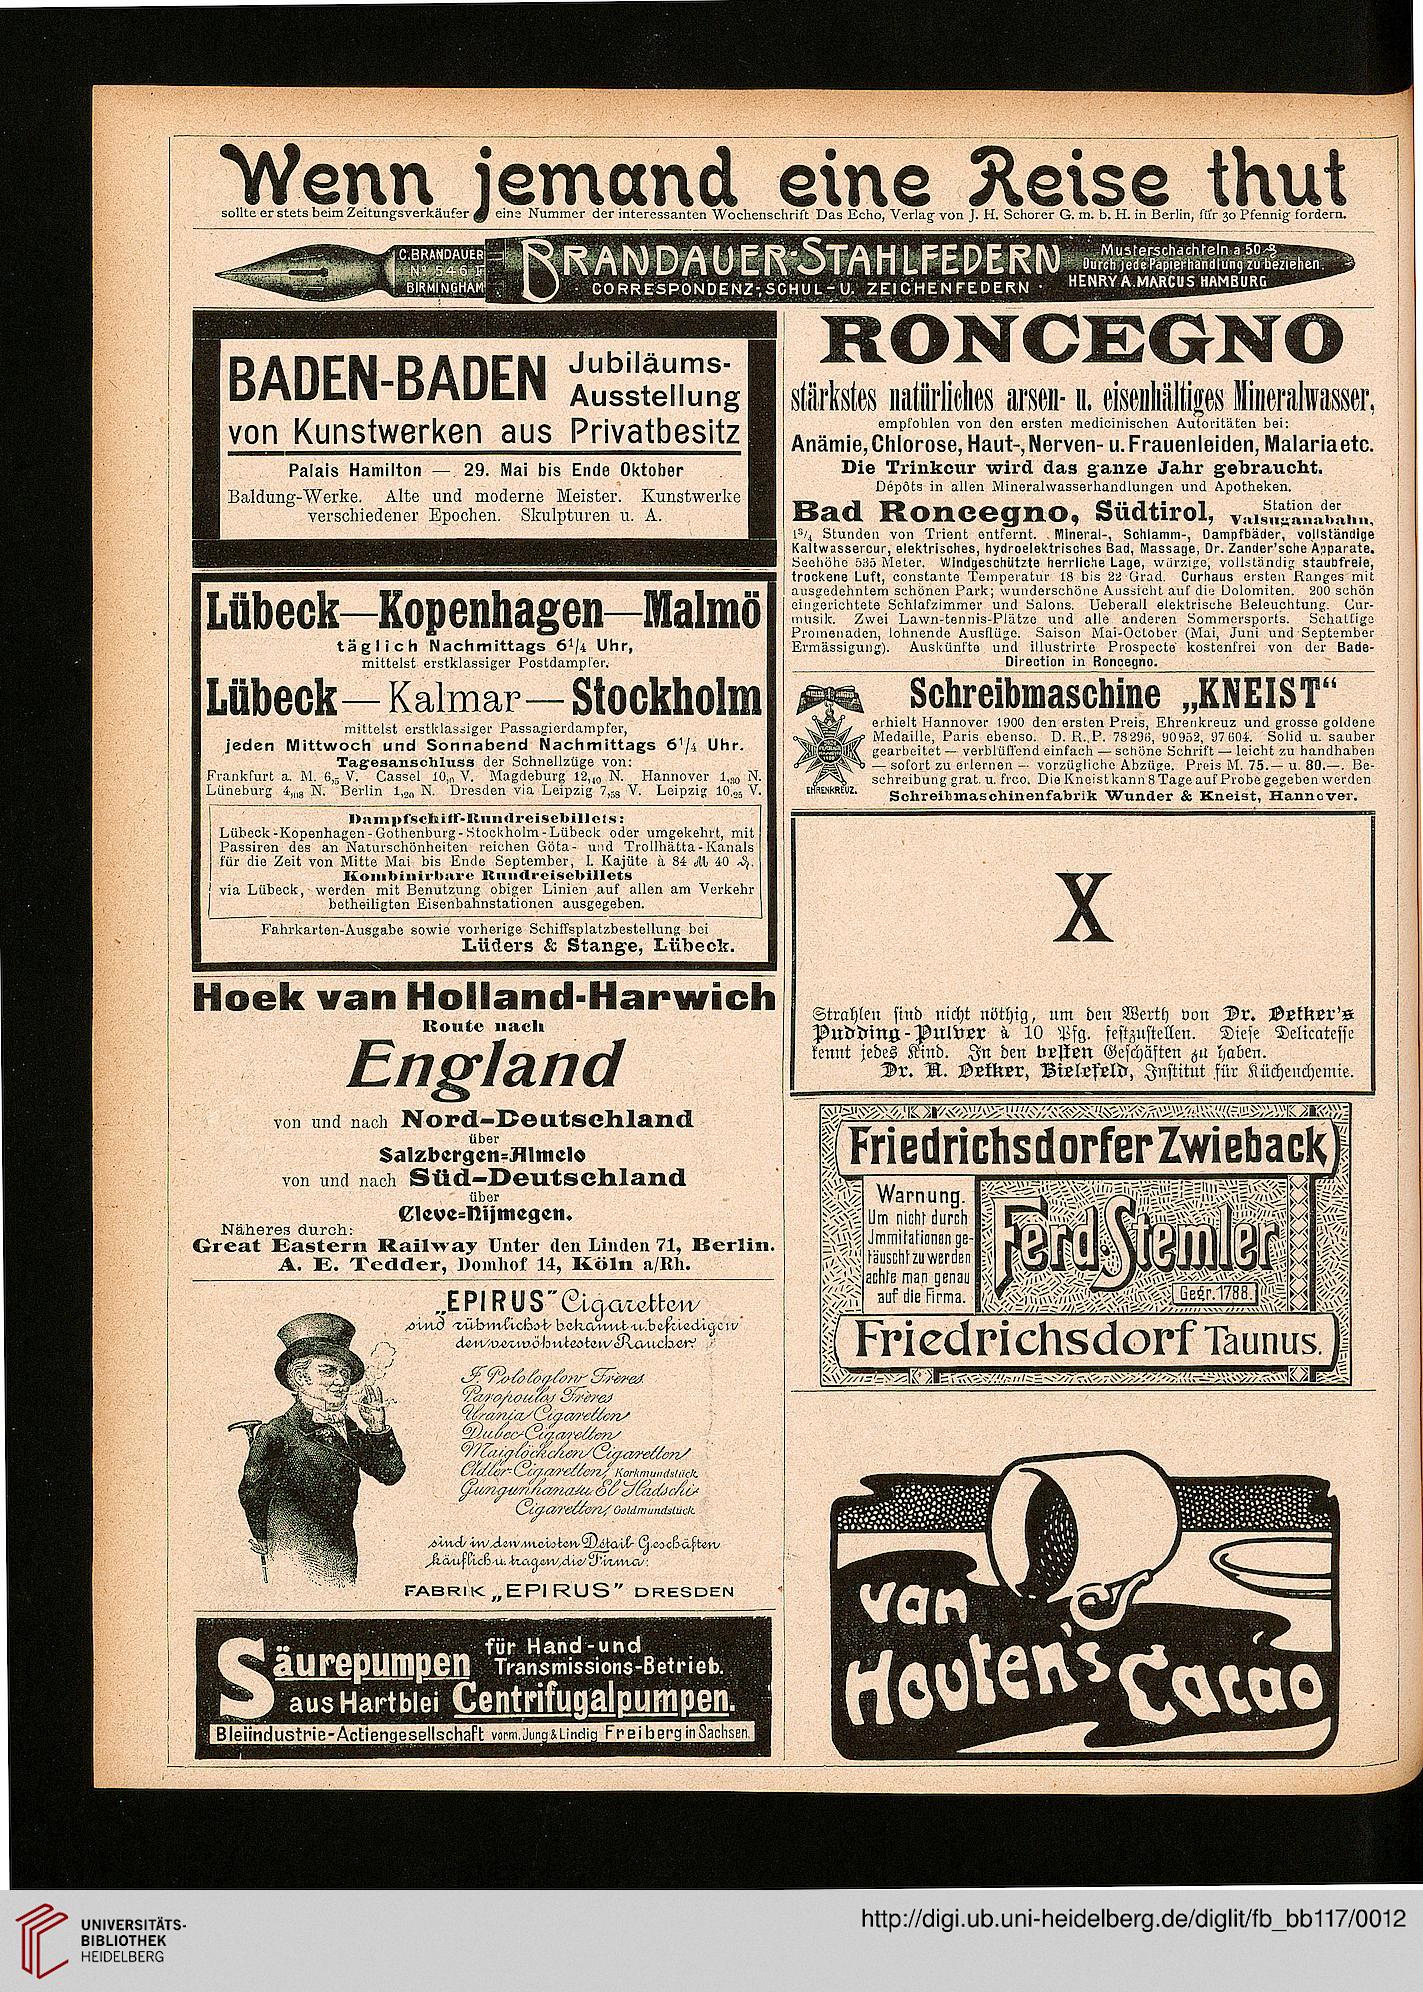 Wenn jemand eine Reise thut
sollte er stets beim Zeitungsverkäufer eine Nummer der interessanten Wochenschrift Das Echo, Verlag von J. H. Schorer G. m. b. H. in Berlin, für 30 Pfennig fordern.
C. BRANDAUER
No 546 F
BIRMINGHAM
BRANDAUER-STAHLFEDERN
CORRESPONDENZ-, SCHUL- U. ZEICHENFEDERN
Musterschachteln a 50 ₰
Durch jede Papierhandlung zu beziehen.
HENRY A. MARCUS HAMBURG
BADEN-BADEN Jubiläums-
Ausstellung
von Kunstwerken aus Privatbesitz
Palais Hamilton — 29. Mai bis Ende Oktober
Baldung-Werke. Alte und moderne Meister. Kunstwerke
verschiedener Epochen. Skulpturen u. A.
Lübeck—Kopenhagen—Malmö
täglich Nachmittags 6¼ Uhr,
mittelst erstklassiger Postdampfer.
Lübeck—Kalmar—Stockholm
mittelst erstklassiger Passagierdampfer,
jeden Mittwoch und Sonnabend Nachmittags 6¼ Uhr.
Tagesanschluss der Schnellzüge von:
Frankfurt a. M. V. Cassel V. Magdeburg 12,40 N. Hannover 1,30 N.
Lüneburg N. Berlin 1,20 N. Dresden via Leipzig 7,58 V. Leipzig 10,25 V.
Dampfschiff-Rundreisebillets:
Lübeck-Kopenhagen-Gothenburg-Stockholm-Lübeck oder umgekehrt, mit
Passiren des an Naturschönheiten reichen Göta- und Trollhätta-Kanals
für die Zeit von Mitte Mai bis Ende September, I. Kajüte à 84 ℳ 40 ₰.
Kombinirbare Rundreisebillets
via Lübeck, werden mit Benutzung obiger Linien auf allen am Verkehr
betheiligten Eisenbahnstationen ausgegeben.
Fahrkarten-Ausgabe sowie vorherige Schiffsplatzbestellung bei
Lüders & Stange, Lübeck.
Hoek van Holland-Harwich
Route nach
England
von und nach Nord-Deutschland
über
Salzbergen-Almelo
von und nach Süd-Deutschland
über
Cleve-Nijmegen.
Näheres durch:
Great Eastern Railway Unter den Linden 71, Berlin.
A. E. Tedder, Domhof 14, Köln a/Rh.
„EPIRUS" Cigaretten
sind rühmlichst bekannt u. befriedigen
den verwöhntesten Raucher.
F. Pologlow Frères
Paropoulos Frères
Urania Cigaretten
Dubec-Cigaretten
Maiglöckchen Cigaretten
Adler-Cigaretten, Korkmundstück
El Hadschi
Cigaretten, Goldmundstück
sind in den meisten Détail-Geschäften
käuflich u. tragen die Firma:
FABRIK „EPIRUS" DRESDEN
Säurepumpen für Hand- und
Transmissions-Betrieb.
aus Hartblei Centrifugalpumpen.
Bleiindustrie-Actiengesellschaft vorm. Jung & Lindig Freiberg in Sachsen.
RONCEGNO
stärkstes natürliches arsen- u. eisenhältiges Mineralwasser,
empfohlen von den ersten medicinischen Autoritäten bei:
Anämie, Chlorose, Haut-, Nerven- u. Frauenleiden, Malaria etc.
Die Trinkcur wird das ganze Jahr gebraucht.
Dépôts in allen Mineralwasserhandlungen und Apotheken.
Bad Roncegno, Südtirol, Station der
Valsuganabahn,
1¾ Stunden von Trient entfernt. Mineral-, Schlamm-, Dampfbäder, vollständige
Kaltwassercur, elektrisches, hydroelektrisches Bad, Massage, Dr. Zander'sche Apparate.
Seehöhe 535 Meter. Windgeschützte herrliche Lage, würzige, vollständig staubfreie,
trockene Luft, constante Temperatur 18 bis 22 Grad. Curhaus ersten Ranges mit
ausgedehntem schönen Park; wunderschöne Aussicht auf die Dolomiten. 200 schön
eingerichtete Schlafzimmer und Salons. Ueberall elektrische Beleuchtung. Cur-
musik. Zwei Lawn-tennis-Plätze und alle anderen Sommersports. Schattige
Promenaden, lohnende Ausflüge. Saison Mai-October (Mai, Juni und September
Ermässigung). Auskünfte und illustrirte Prospecte kostenfrei von der Bade-
Direction in Roncegno.
Schreibmaschine „KNEIST“
erhielt Hannover 1900 den ersten Preis, Ehrenkreuz und grosse goldene
Medaille, Paris ebenso. D. R. P. 78296, 90952, 97604. Solid u. sauber
gearbeitet — verblüffend einfach — schöne Schrift — leicht zu handhaben
— sofort zu erlernen — vorzügliche Abzüge. Preis M. 75.— u. 80.—. Be-
schreibung grat. u. frco. Die Kneist kann 8 Tage auf Probe gegeben werden
EHRENKREUZ.
Schreibmaschinenfabrik Wunder & Kneist, Hannover.
X
Strahlen sind nicht nöthig, um den Werth von Dr. Oetker's
Pudding-Pulver à 10 Pfg. festzustellen. Diese Delicatesse
kennt jedes Kind. In den besten Geschäften zu haben.
Dr. A. Oetker, Bielefeld, Institut für Küchenchemie.
Friedrichsdorfer Zwieback
Warnung.
Um nicht durch
Immitationen ge-
täuscht zu werden
achte man genau
auf die Firma.
Ferd. Stemler
Gegr. 1788.
Friedrichsdorf Taunus.
van
Houten's
Cacao
UNIVERSITÄTS-
BIBLIOTHEK
HEIDELBERG
http://digi.ub.uni-heidelberg.de/diglit/fb_bb117/0012